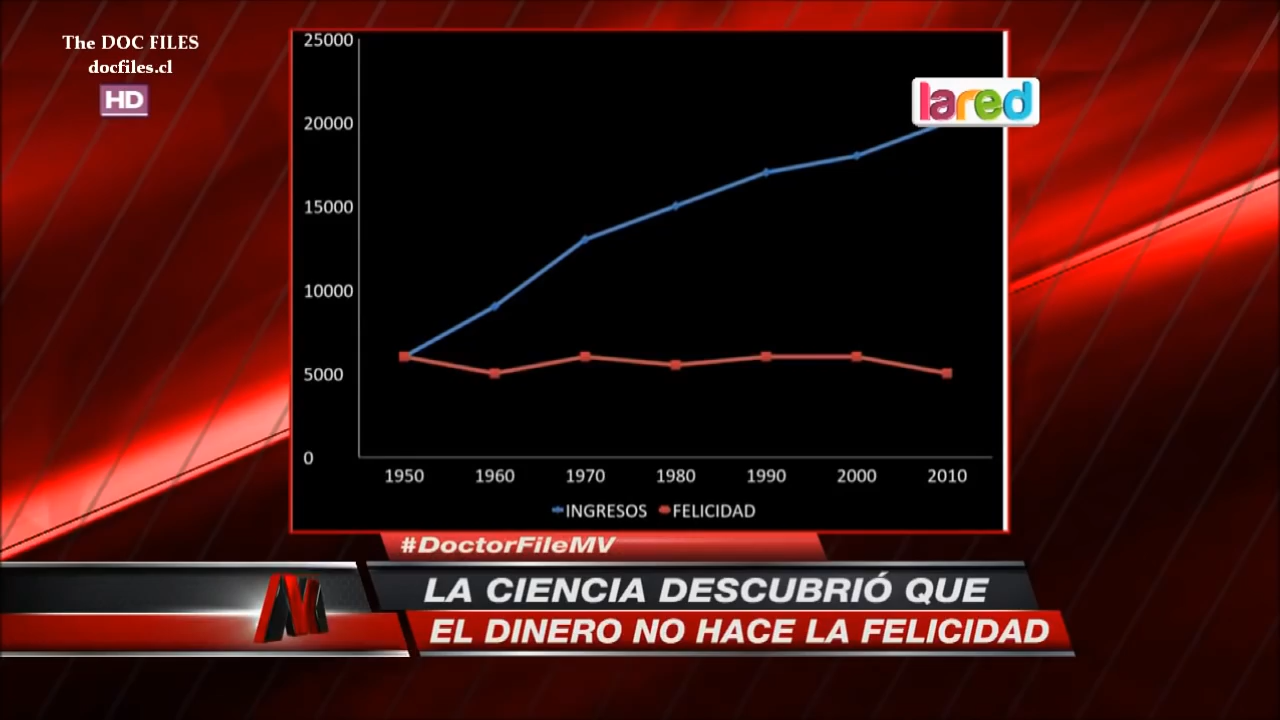 The DOC FILES
docfiles.cl
HD
lared
25000
20000
15000
10000
5000
0
1950 1960 1970 1980 1990 2000 2010
INGRESOS FELICIDAD
#DoctorFileMV
LA CIENCIA DESCUBRIÓ QUE
EL DINERO NO HACE LA FELICIDAD